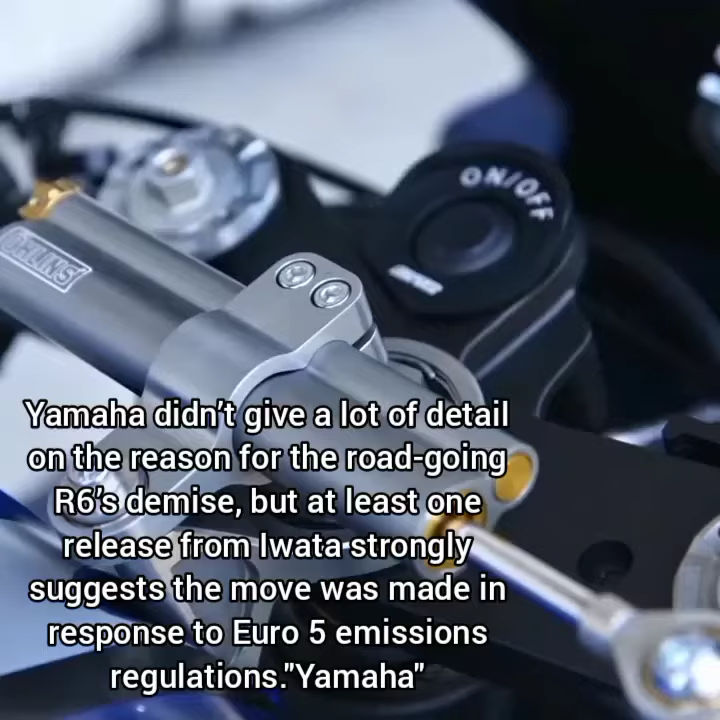 ÖHLINS
ON/OFF
Yamaha didn't give a lot of detail
on the reason for the road-going
R6's demise, but at least one
release from Iwata strongly
suggests the move was made in
response to Euro 5 emissions
regulations."Yamaha"